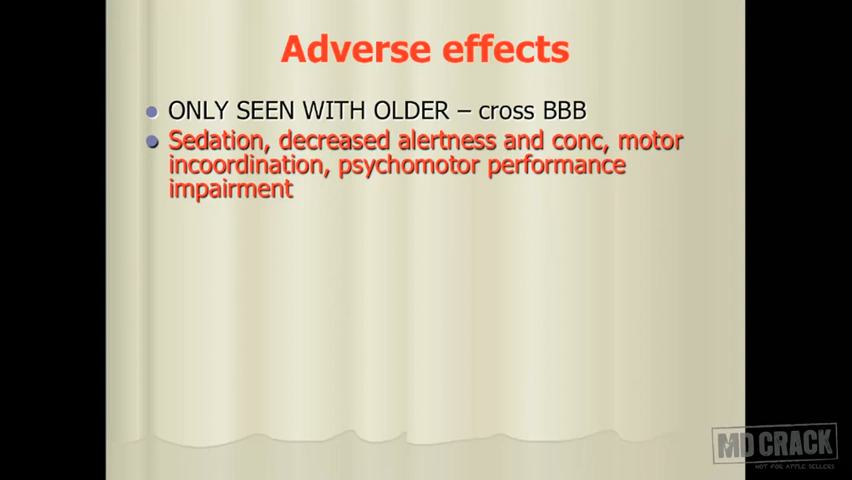 Adverse effects
ONLY SEEN WITH OLDER – cross BBB
Sedation, decreased alertness and conc, motor
incoordination, psychomotor performance
impairment
MD CRACK
NOT FOR APPLE SELLERS